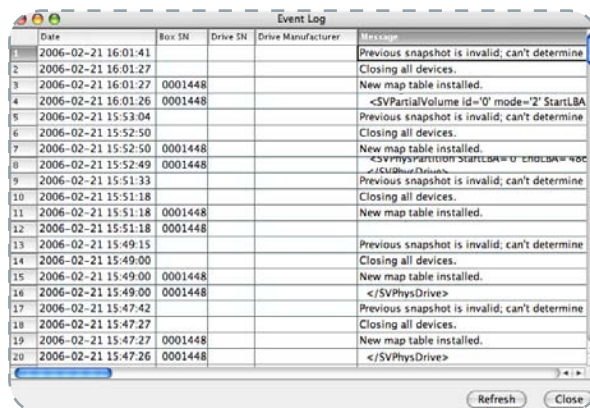 Event Log
Date Box SN Drive SN Drive Manufacturer Message
1 2006-02-21 16:01:41 Previous snapshot is invalid; can't determine
2 2006-02-21 16:01:27 Closing all devices.
3 2006-02-21 16:01:27 0001448 New map table installed.
4 2006-02-21 16:01:26 0001448 <SVPartialVolume id='0' mode='2' StartLBA
5 2006-02-21 15:53:04 Previous snapshot is invalid; can't determine
6 2006-02-21 15:52:50 Closing all devices.
7 2006-02-21 15:52:50 0001448 New map table installed.
8 2006-02-21 15:52:49 0001448 <SVPhysPartition StartLBA='0' EndLBA='486
</SVPhysDrive>
9 2006-02-21 15:51:33 Previous snapshot is invalid; can't determine
10 2006-02-21 15:51:18 Closing all devices.
11 2006-02-21 15:51:18 0001448 New map table installed.
12 2006-02-21 15:51:18 0001448
13 2006-02-21 15:49:15 Previous snapshot is invalid; can't determine
14 2006-02-21 15:49:00 Closing all devices.
15 2006-02-21 15:49:00 0001448 New map table installed.
16 2006-02-21 15:49:00 0001448 </SVPhysDrive>
17 2006-02-21 15:47:42 Previous snapshot is invalid; can't determine
18 2006-02-21 15:47:27 Closing all devices.
19 2006-02-21 15:47:27 0001448 New map table installed.
20 2006-02-21 15:47:26 0001448 </SVPhysDrive>
Refresh Close